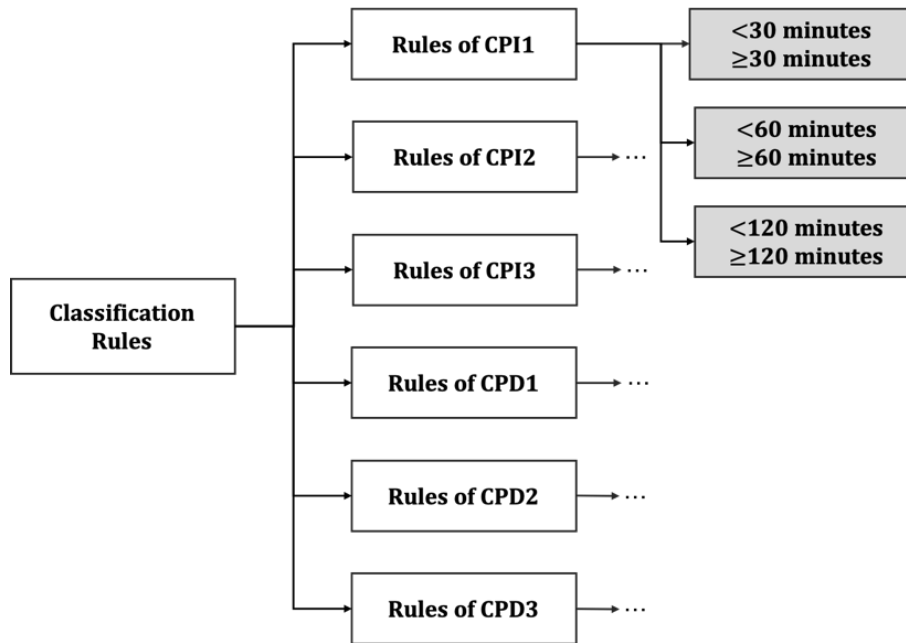 Rules of CPI1
<30 minutes
≥30 minutes
Rules of CPI2
...
<60 minutes
≥60 minutes
Rules of CPI3
...
<120 minutes
≥120 minutes
Classification
Rules
Rules of CPD1
...
Rules of CPD2
...
Rules of CPD3
...